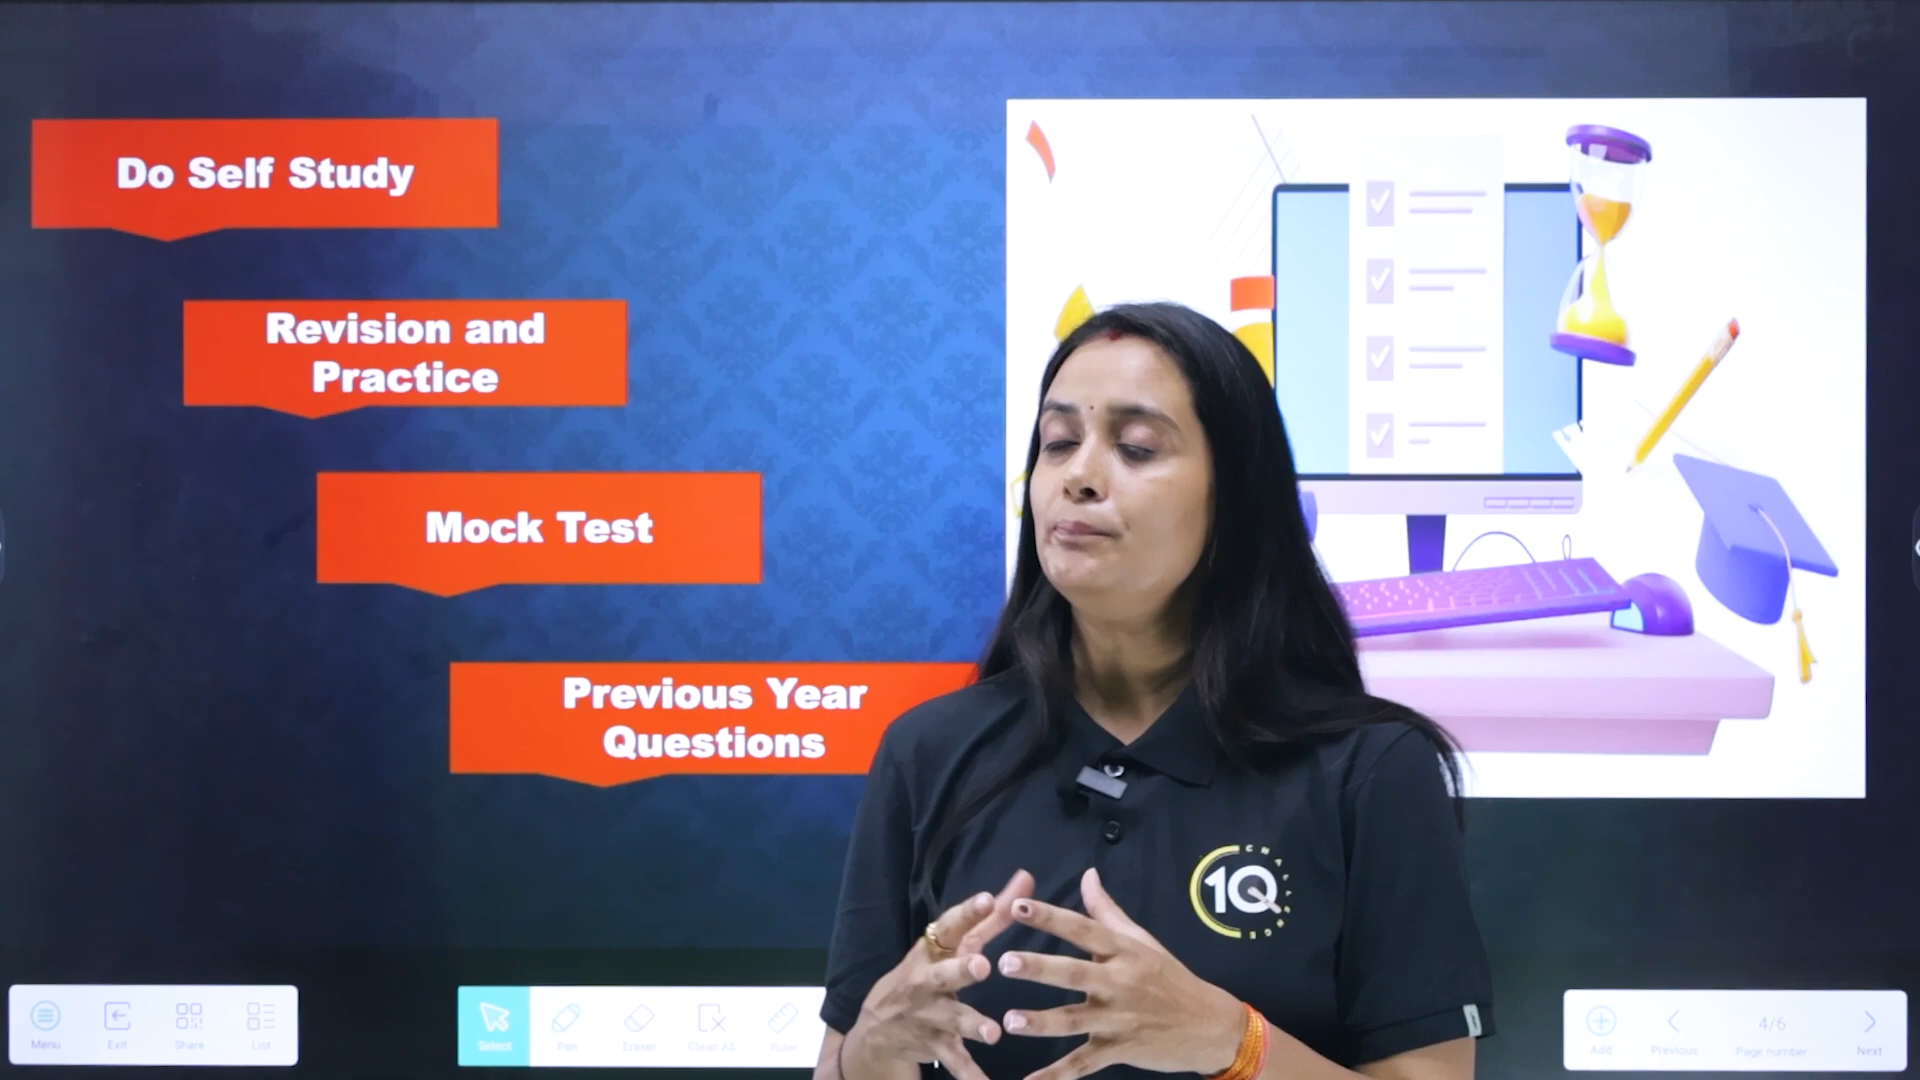 Do Self Study
Revision and
Practice
Mock Test
Previous Year
Questions
CHALLENGE
1Q
Menu
Exit
Share
List
Select
Pen
Eraser
Clean All
Ruler
Add
Previous
4/6
Page number
Next